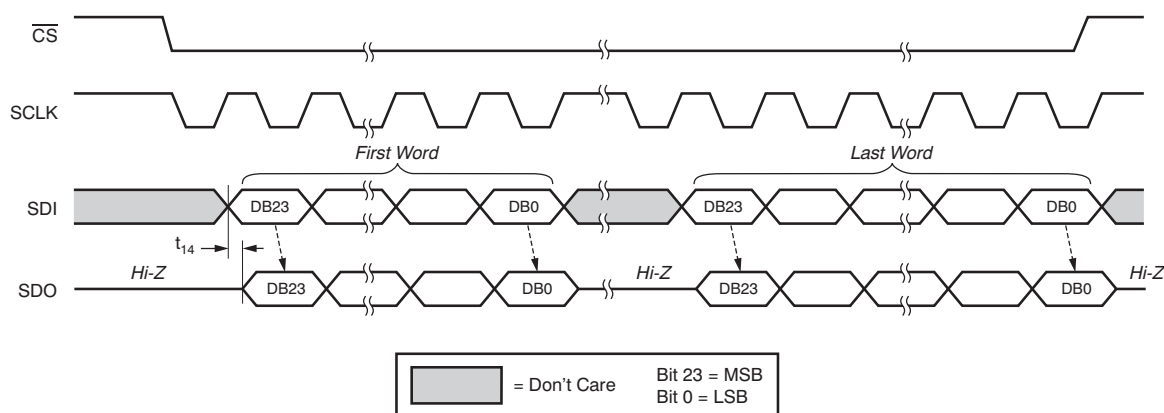 CS
SCLK
First Word
Last Word
SDI
DB23
DB0
DB23
DB0
t14
Hi-Z
Hi-Z
Hi-Z
SDO
DB23
DB0
DB23
DB0
= Don't Care
Bit 23 = MSB
Bit 0 = LSB